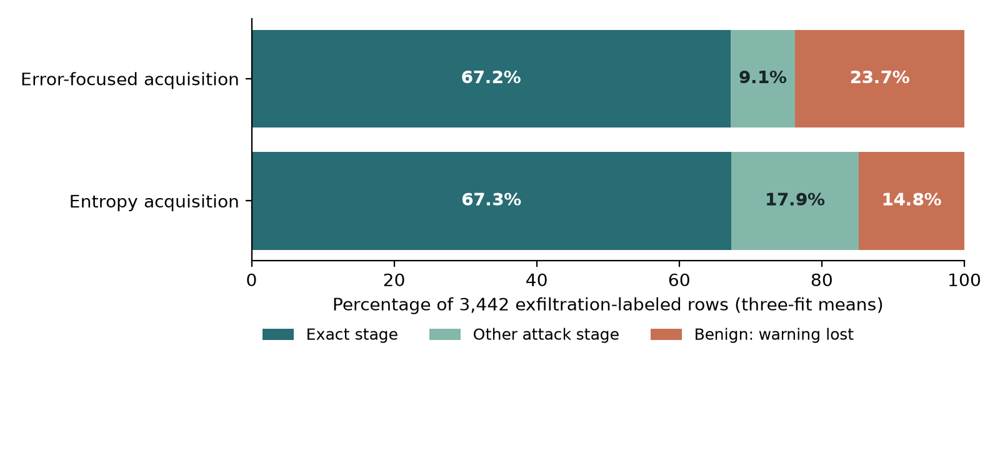 Error-focused acquisition
67.2% 9.1% 23.7%
Entropy acquisition
67.3% 17.9% 14.8%
0 20 40 60 80 100
Percentage of 3,442 exfiltration-labeled rows (three-fit means)
Exact stage Other attack stage Benign: warning lost